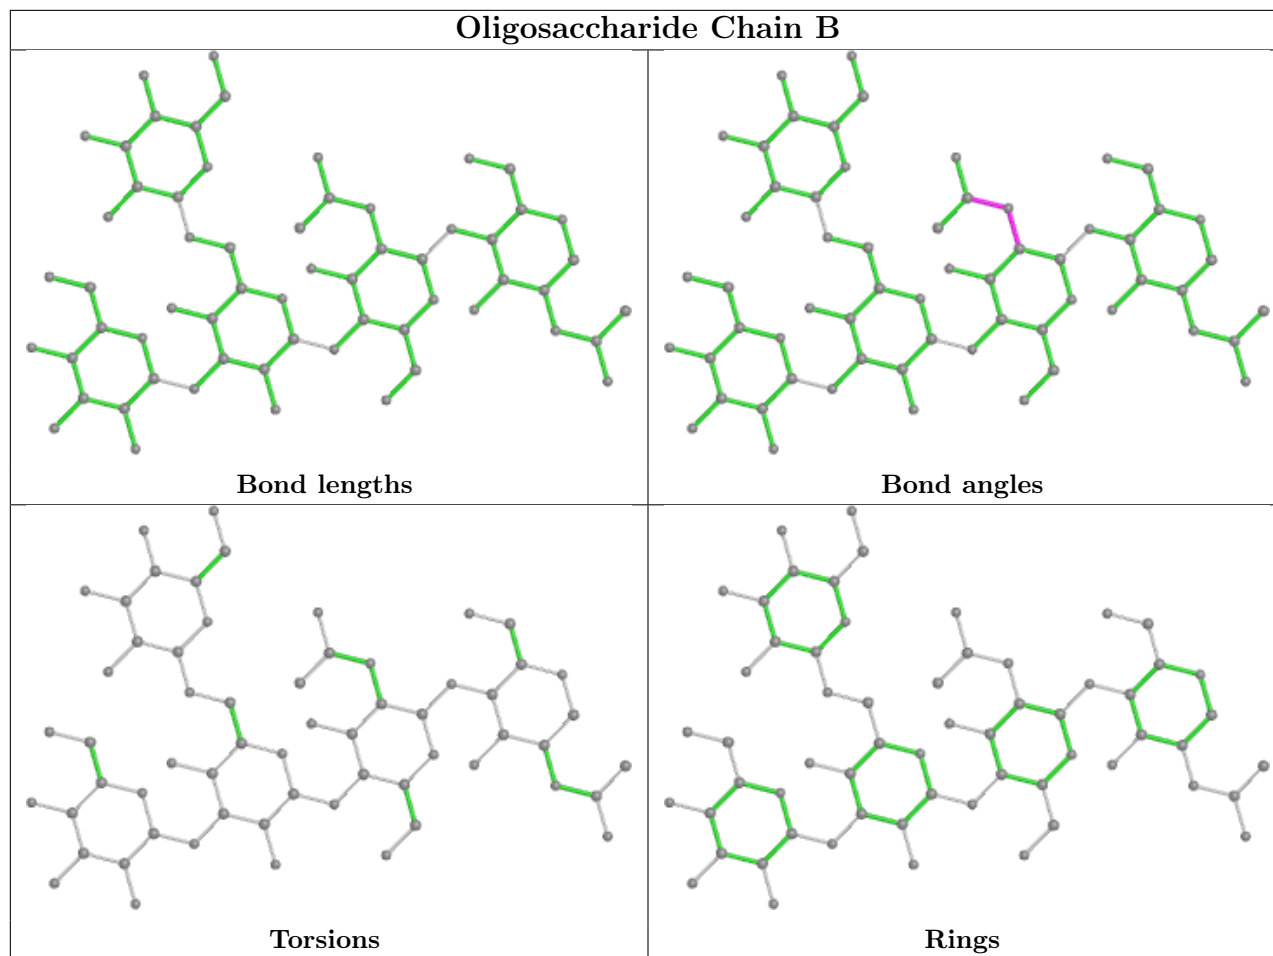 Oligosaccharide Chain B
Bond lengths
Bond angles
Torsions
Rings